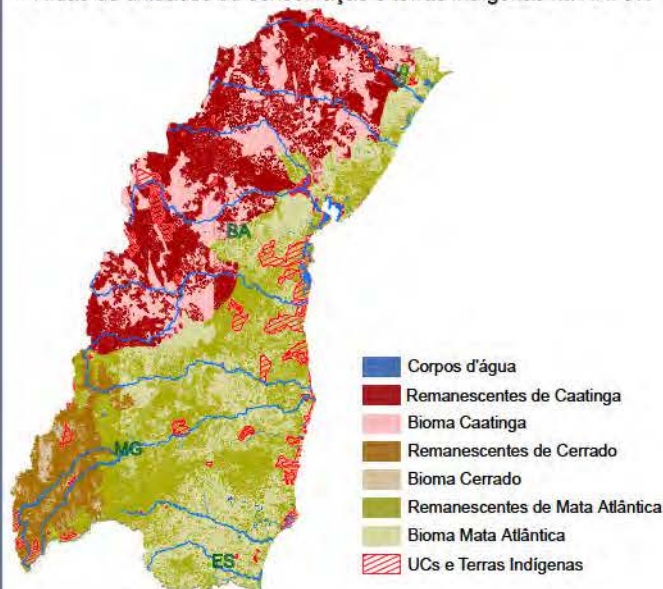 BA
MG
ES
Corpos d'água
Remanescentes de Caatinga
Bioma Caatinga
Remanescentes de Cerrado
Bioma Cerrado
Remanescentes de Mata Atlântica
Bioma Mata Atlântica
UCs e Terras Indígenas